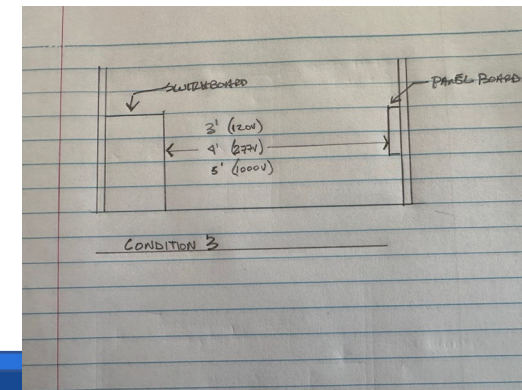 SWITCHBOARD
PANEL BOARD
3' (120V)
4' (277V)
5' (1000V)
CONDITION 3